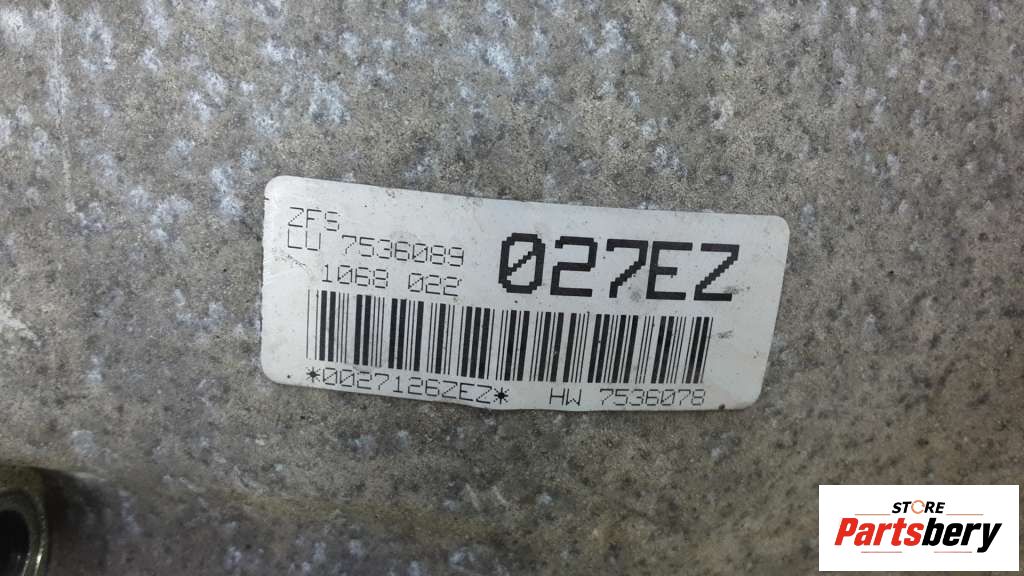 ZFS
LU 7536089
1068 022
027EZ
*0027126ZEZ*
HW 7536078
STORE
Partsbery